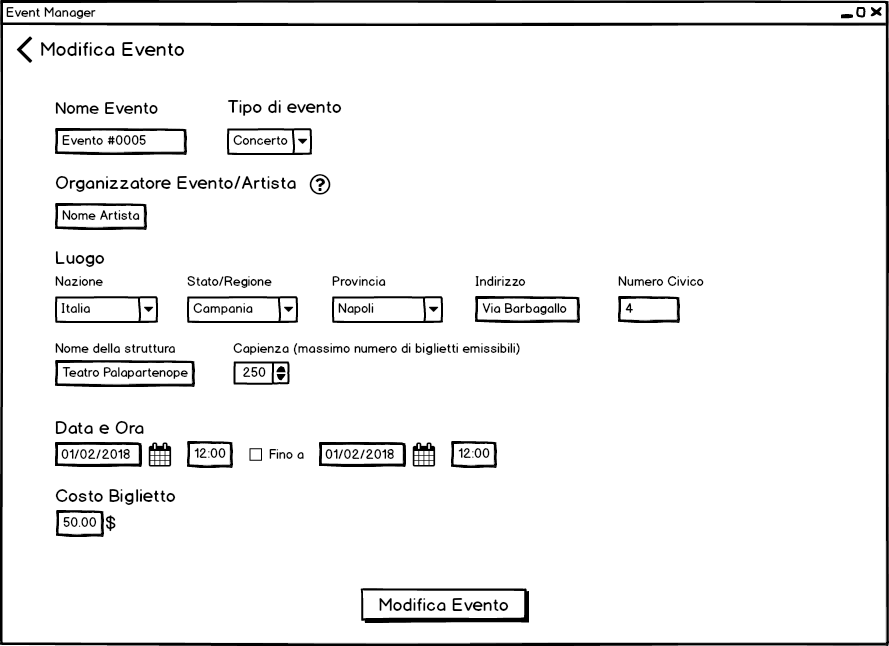 Event Manager
Modifica Evento
Nome Evento Tipo di evento
Evento #0005 Concerto
Organizzatore Evento/Artista ?
Nome Artista
Luogo
Nazione Stato/Regione Provincia Indirizzo Numero Civico
Italia Campania Napoli Via Barbagallo 4
Nome della struttura Capienza (massimo numero di biglietti emissibili)
Teatro Palapartenope 250
Data e Ora
01/02/2018 12:00 Fino a 01/02/2018 12:00
Costo Biglietto
50.00 $
Modifica Evento